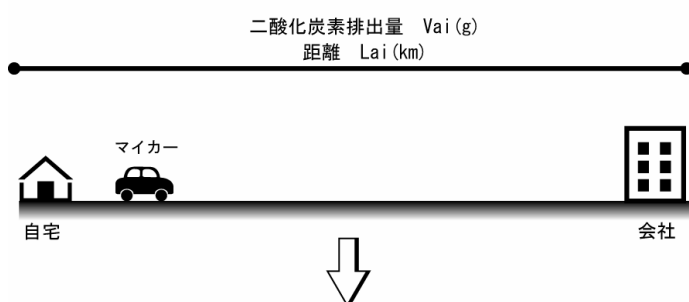 二酸化炭素排出量　Vai(g)
距離　Lai(km)
マイカー
自宅
会社